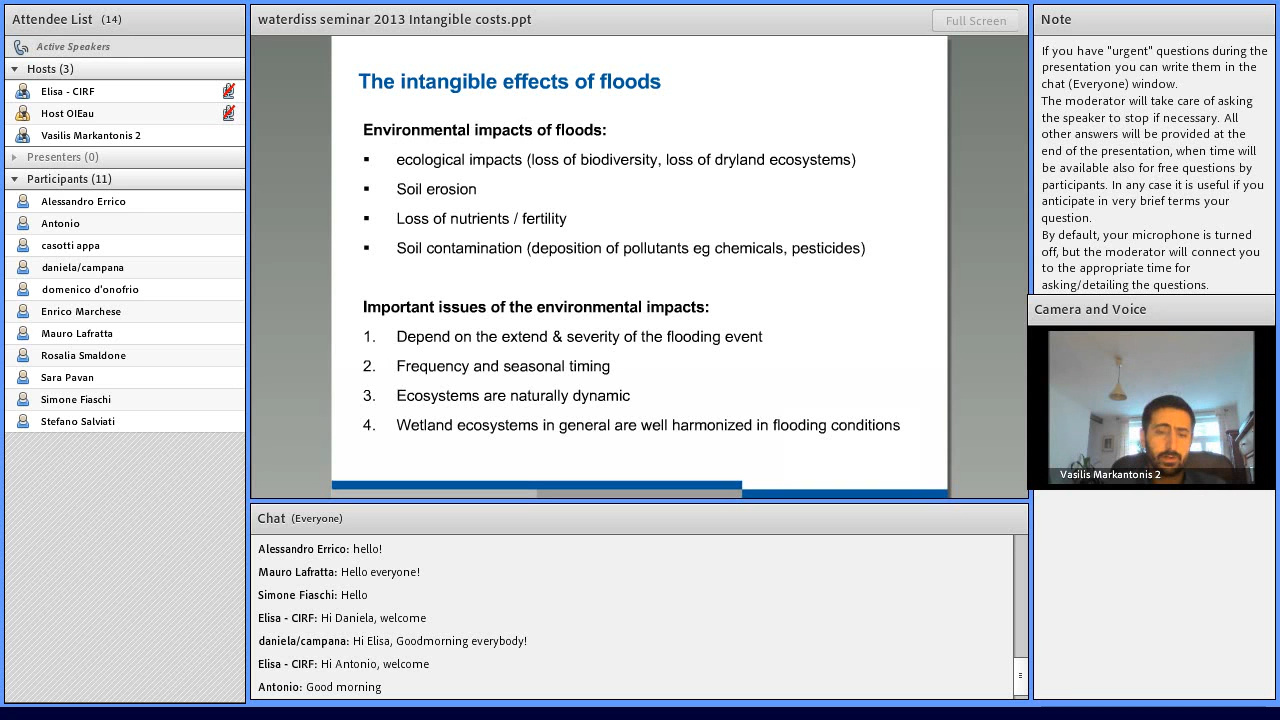 Attendee List (14)
Active Speakers
Hosts (3)
Elisa - CIRF
Host OIEau
Vasilis Markantonis 2
Presenters (0)
Participants (11)
Alessandro Errico
Antonio
casotti appa
daniela/campana
domenico d'onofrio
Enrico Marchese
Mauro Lafratta
Rosalia Smaldone
Sara Pavan
Simone Fiaschi
Stefano Salviati
waterdiss seminar 2013 Intangible costs.ppt
Full Screen
The intangible effects of floods
Environmental impacts of floods:
▪ ecological impacts (loss of biodiversity, loss of dryland ecosystems)
▪ Soil erosion
▪ Loss of nutrients / fertility
▪ Soil contamination (deposition of pollutants eg chemicals, pesticides)
Important issues of the environmental impacts:
1. Depend on the extend & severity of the flooding event
2. Frequency and seasonal timing
3. Ecosystems are naturally dynamic
4. Wetland ecosystems in general are well harmonized in flooding conditions
Chat (Everyone)
Alessandro Errico: hello!
Mauro Lafratta: Hello everyone!
Simone Fiaschi: Hello
Elisa - CIRF: Hi Daniela, welcome
daniela/campana: Hi Elisa, Goodmorning everybody!
Elisa - CIRF: Hi Antonio, welcome
Antonio: Good morning
Note
If you have "urgent" questions during the
presentation you can write them in the
chat (Everyone) window.
The moderator will take care of asking
the speaker to stop if necessary. All
other answers will be provided at the
end of the presentation, when time will
be available also for free questions by
participants. In any case it is useful if you
anticipate in very brief terms your
question.
By default, your microphone is turned
off, but the moderator will connect you
to the appropriate time for
asking/detailing the questions.
Camera and Voice
Vasilis Markantonis 2